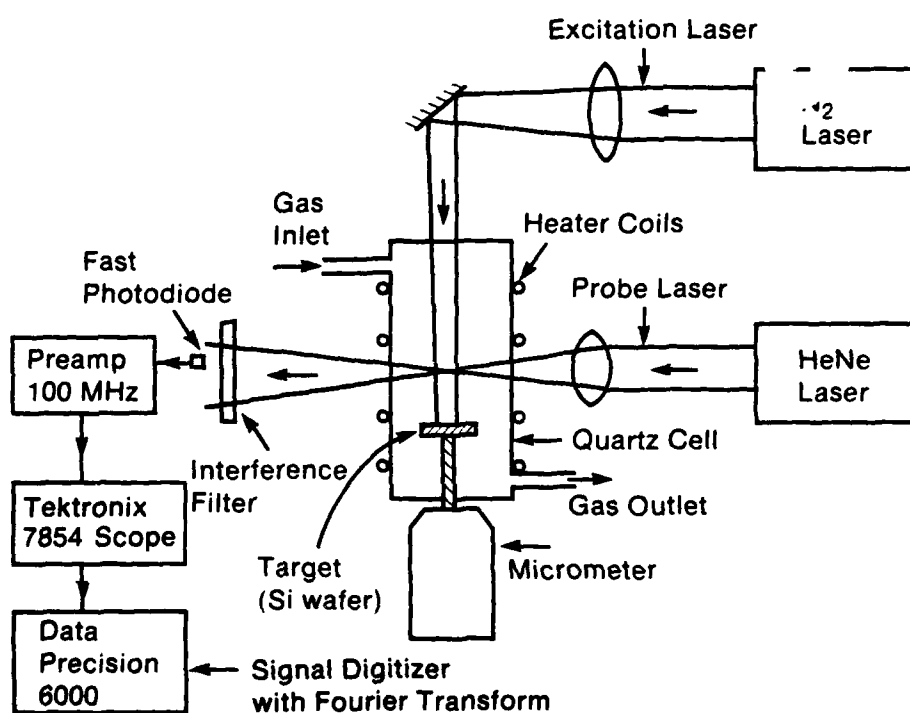 Excitation Laser
Laser
Gas
Inlet
Heater Coils
Fast
Photodiode
Probe Laser
Preamp
100 MHz
HeNe
Laser
Interference
Filter
Quartz Cell
Gas Outlet
Tektronix
7854 Scope
Target
(Si wafer)
Micrometer
Data
Precision
6000
Signal Digitizer
with Fourier Transform